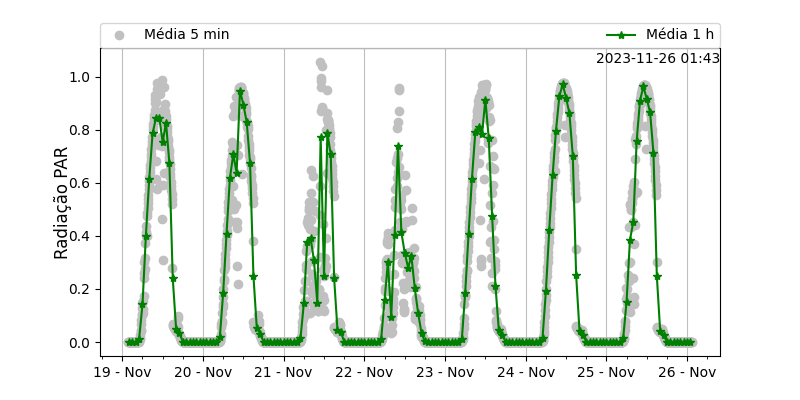 Média 5 min
Média 1 h
2023-11-26 01:43
Radiação PAR
1.0
0.8
0.6
0.4
0.2
0.0
19 - Nov
20 - Nov
21 - Nov
22 - Nov
23 - Nov
24 - Nov
25 - Nov
26 - Nov